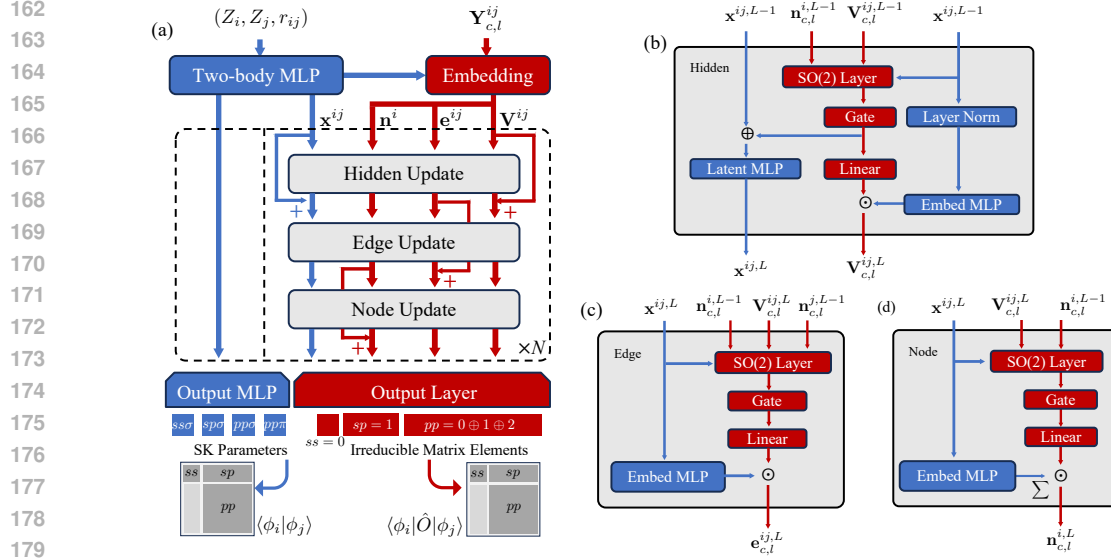 162
163
164
165
166
167
168
169
170
171
172
173
174
175
176
177
178
179
(a)
(Z_i, Z_j, r_{ij})
Y^{ij}_{c,l}
Two-body MLP
Embedding
x^{ij}
n^i
e^{ij}
V^{ij}
Hidden Update
+
+
Edge Update
+
Node Update
+
×N
Output MLP
Output Layer
ssσ
spσ
ppσ
ppπ
ss = 0
sp = 1
pp = 0 ⊕ 1 ⊕ 2
SK Parameters
Irreducible Matrix Elements
ss
sp
pp
⟨ϕ_i|ϕ_j⟩
⟨ϕ_i|Ô|ϕ_j⟩
ss
sp
pp
(b)
x^{ij,L−1}
n^{i,L−1}_{c,l}
V^{ij,L−1}_{c,l}
x^{ij,L−1}
Hidden
SO(2) Layer
Gate
Layer Norm
⊕
Latent MLP
Linear
⊙
Embed MLP
x^{ij,L}
V^{ij,L}_{c,l}
(c)
x^{ij,L}
n^{i,L−1}_{c,l}
V^{ij,L}_{c,l}
n^{j,L−1}_{c,l}
Edge
SO(2) Layer
Gate
Linear
Embed MLP
⊙
e^{ij,L}_{c,l}
(d)
x^{ij,L}
V^{ij,L}_{c,l}
n^{i,L−1}_{c,l}
Node
SO(2) Layer
Gate
Linear
Embed MLP
∑
⊙
n^{i,L}_{c,l}